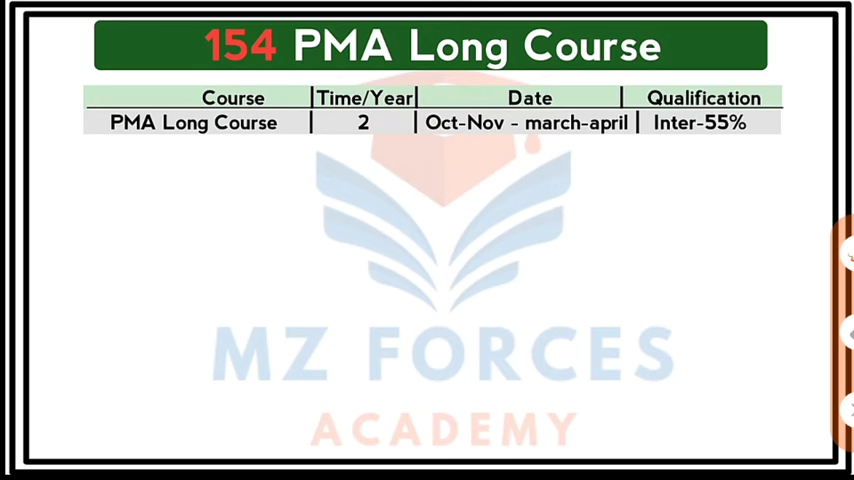 154 PMA Long Course
Course Time/Year Date Qualification
PMA Long Course 2 Oct-Nov - march-april Inter-55%
MZ FORCES
ACADEMY